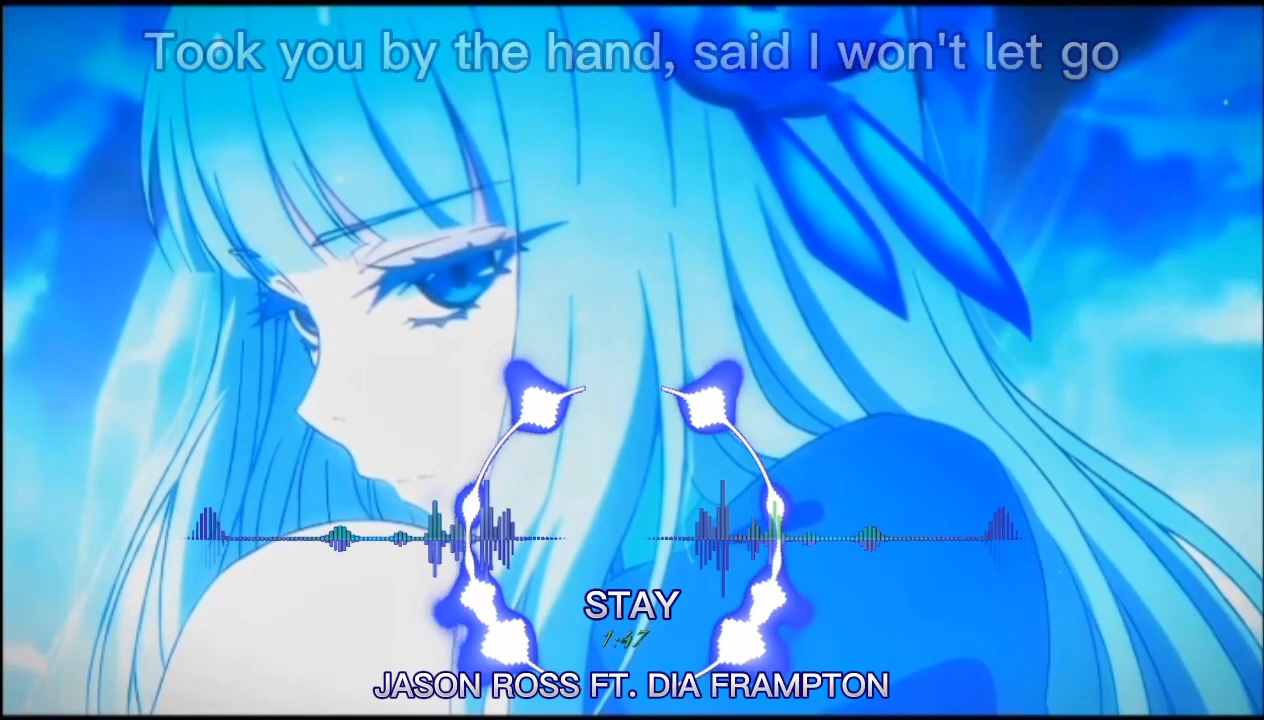 Took you by the hand, said I won't let go
STAY
1:47
JASON ROSS FT. DIA FRAMPTON